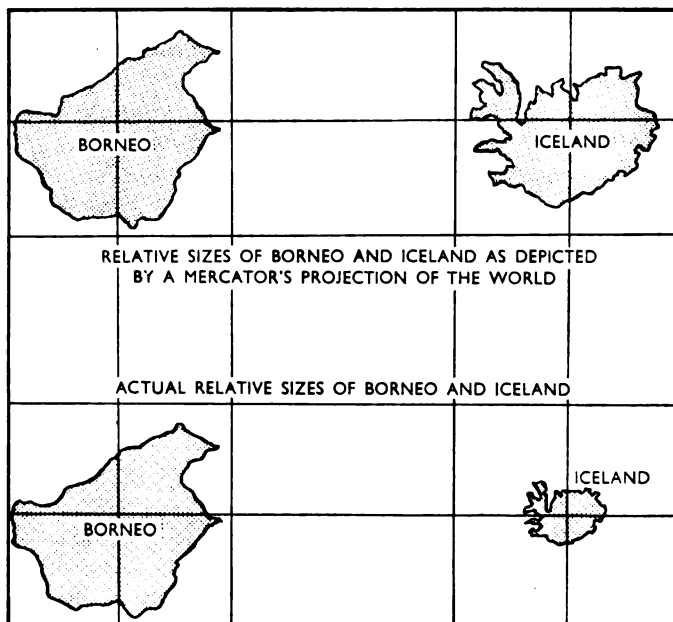 BORNEO
ICELAND
RELATIVE SIZES OF BORNEO AND ICELAND AS DEPICTED
BY A MERCATOR'S PROJECTION OF THE WORLD
ACTUAL RELATIVE SIZES OF BORNEO AND ICELAND
ICELAND
BORNEO